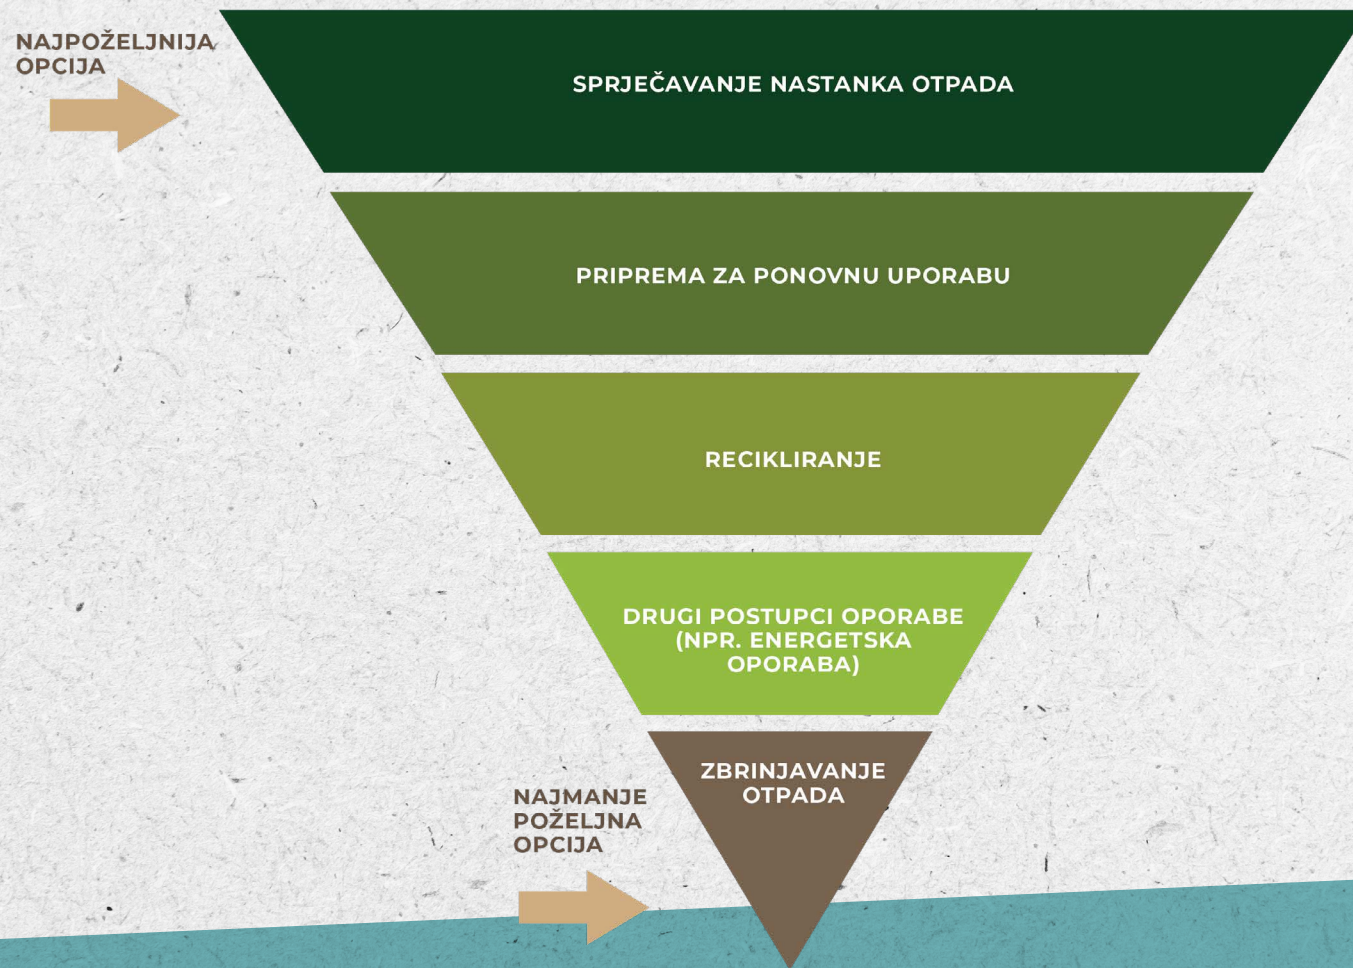 NAJPOŽELJNIJA
OPCIJA
SPRJEČAVANJE NASTANKA OTPADA
PRIPREMA ZA PONOVNU UPORABU
RECIKLIRANJE
DRUGI POSTUPCI OPORABE
(NPR. ENERGETSKA
OPORABA)
ZBRINJAVANJE
OTPADA
NAJMANJE
POŽELJNA
OPCIJA